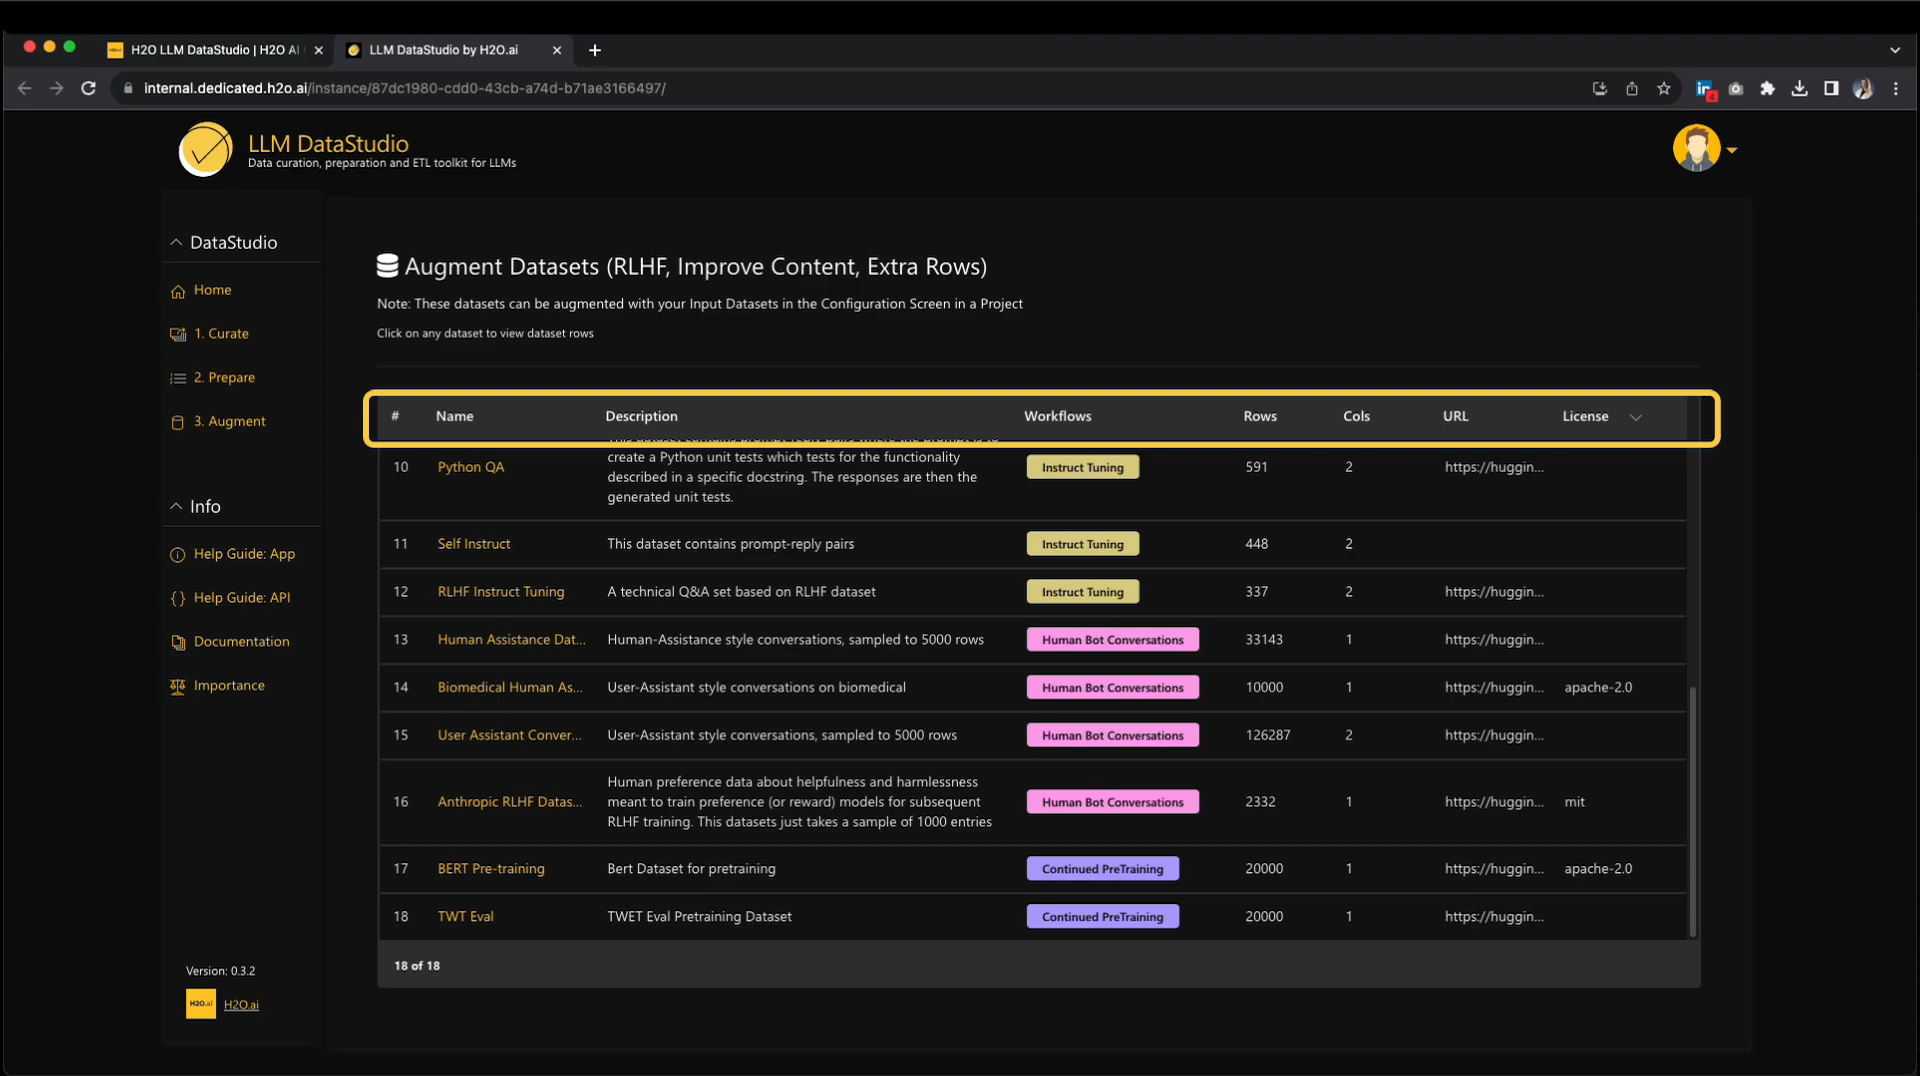 H2O LLM DataStudio | H2O AI
LLM DataStudio by H2O.ai
internal.dedicated.h2o.ai/instance/87dc1980-cdd0-43cb-a74d-b71ae3166497/
4
LLM DataStudio
Data curation, preparation and ETL toolkit for LLMs
DataStudio
Home
1. Curate
2. Prepare
3. Augment
Info
Help Guide: App
Help Guide: API
Documentation
Importance
Version: 0.3.2
H2O.ai H2O.ai
Augment Datasets (RLHF, Improve Content, Extra Rows)
Note: These datasets can be augmented with your Input Datasets in the Configuration Screen in a Project
Click on any dataset to view dataset rows
# Name Description Workflows Rows Cols URL License
This dataset contains prompt-reply pairs where the prompt is to
create a Python unit tests which tests for the functionality
10 Python QA described in a specific docstring. The responses are then the Instruct Tuning 591 2 https://huggin...
generated unit tests.
11 Self Instruct This dataset contains prompt-reply pairs Instruct Tuning 448 2
12 RLHF Instruct Tuning A technical Q&A set based on RLHF dataset Instruct Tuning 337 2 https://huggin...
13 Human Assistance Dat... Human-Assistance style conversations, sampled to 5000 rows Human Bot Conversations 33143 1 https://huggin...
14 Biomedical Human As... User-Assistant style conversations on biomedical Human Bot Conversations 10000 1 https://huggin... apache-2.0
15 User Assistant Conver... User-Assistant style conversations, sampled to 5000 rows Human Bot Conversations 126287 2 https://huggin...
Human preference data about helpfulness and harmlessness
16 Anthropic RLHF Datas... meant to train preference (or reward) models for subsequent Human Bot Conversations 2332 1 https://huggin... mit
RLHF training. This datasets just takes a sample of 1000 entries
17 BERT Pre-training Bert Dataset for pretraining Continued PreTraining 20000 1 https://huggin... apache-2.0
18 TWT Eval TWET Eval Pretraining Dataset Continued PreTraining 20000 1 https://huggin...
18 of 18